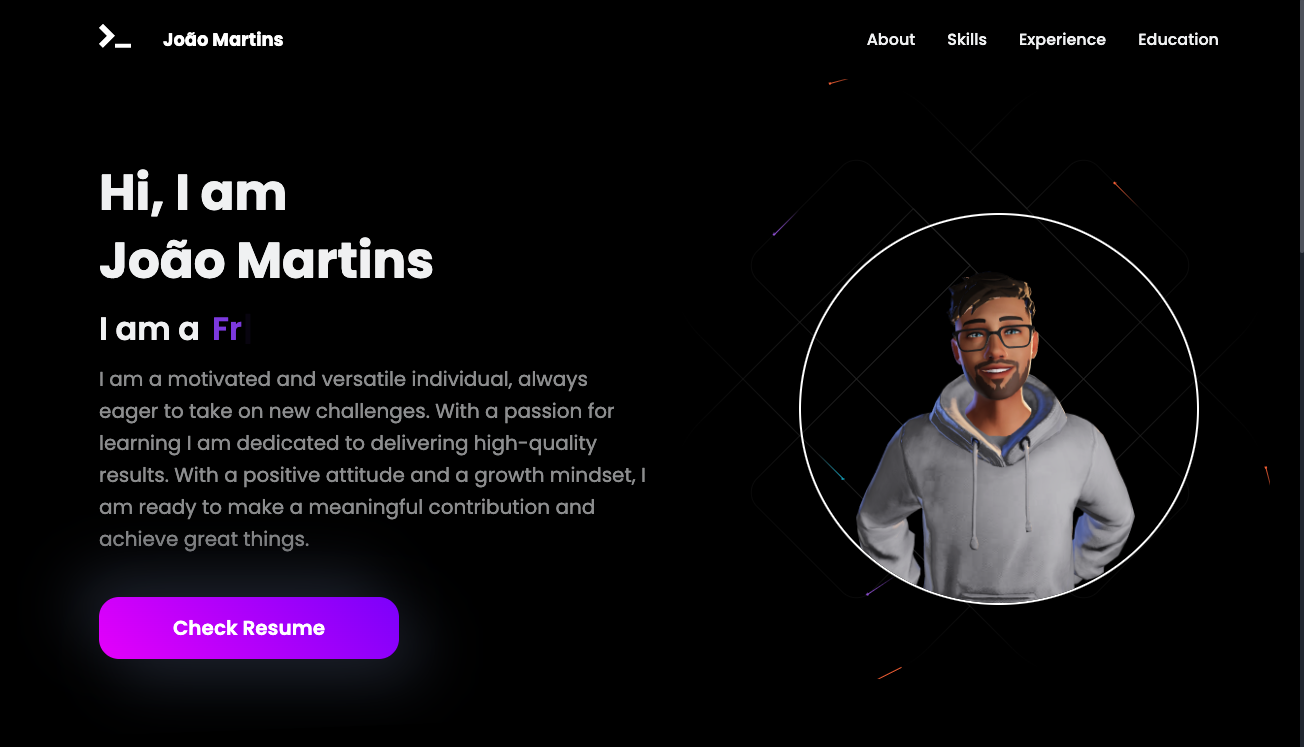 João Martins
About Skills Experience Education
Hi, I am
João Martins
I am a Fr
I am a motivated and versatile individual, always
eager to take on new challenges. With a passion for
learning I am dedicated to delivering high-quality
results. With a positive attitude and a growth mindset, I
am ready to make a meaningful contribution and
achieve great things.
Check Resume